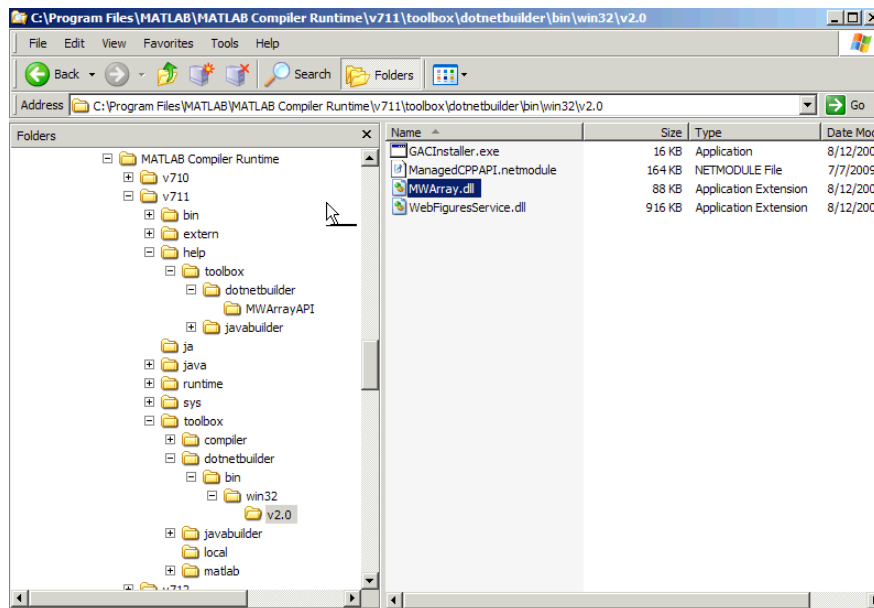 C:\Program Files\MATLAB\MATLAB Compiler Runtime\v711\toolbox\dotnetbuilder\bin\win32\v2.0
File Edit View Favorites Tools Help
Back Search Folders
Address C:\Program Files\MATLAB\MATLAB Compiler Runtime\v711\toolbox\dotnetbuilder\bin\win32\v2.0 Go
Folders x
MATLAB Compiler Runtime
v710
v711
bin
extern
help
toolbox
dotnetbuilder
MWArrayAPI
javabuilder
ja
java
runtime
sys
toolbox
compiler
dotnetbuilder
bin
win32
v2.0
javabuilder
local
matlab
v712
Name Size Type Date Mod
GACInstaller.exe 16 KB Application 8/12/200
ManagedCPPAPI.netmodule 164 KB NETMODULE File 7/7/2009
MWArray.dll 88 KB Application Extension 8/12/200
WebFiguresService.dll 916 KB Application Extension 8/12/200